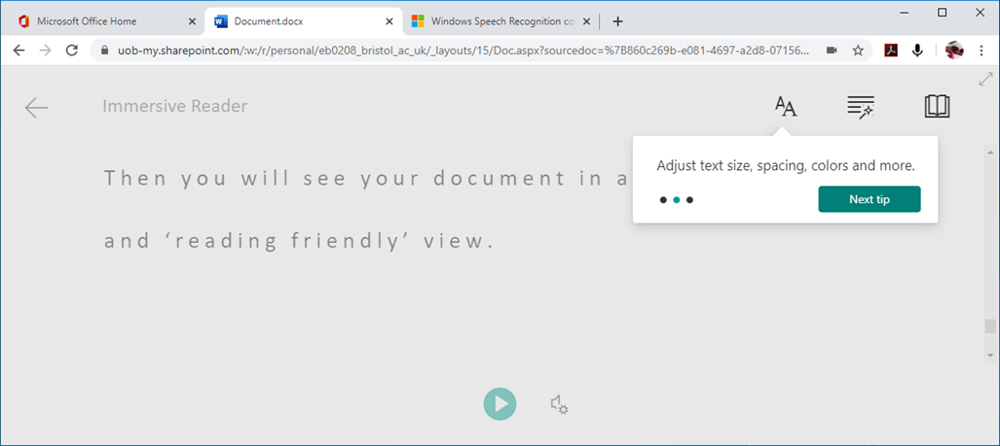 Microsoft Office Home
Document.docx
Windows Speech Recognition co
uob-my.sharepoint.com/:w:/r/personal/eb0208_bristol_ac_uk/_layouts/15/Doc.aspx?sourcedoc=%7B860c269b-e081-4697-a2d8-07156...
Immersive Reader
AA
Then you will see your document in a
and ‘reading friendly’ view.
Adjust text size, spacing, colors and more.
Next tip